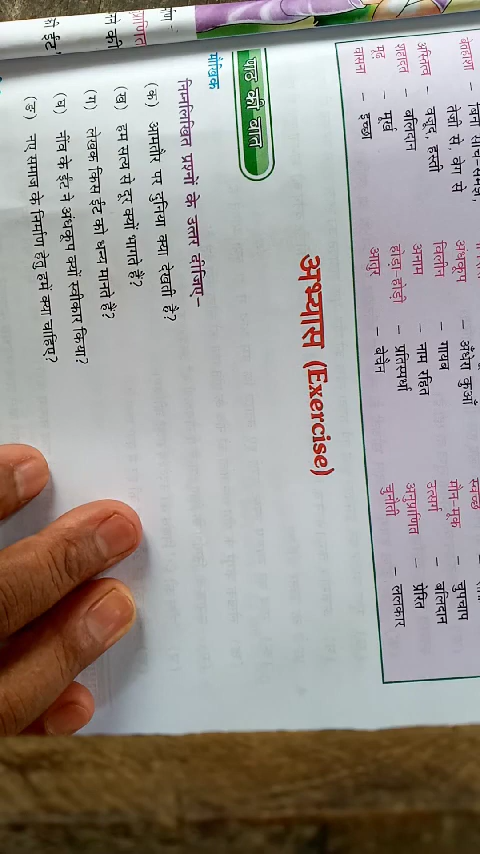 बेतहाशा – बिना सोचे-समझे,
तेजी से, वेग से
अस्तित्व – वजूद, हस्ती
शहादत – बलिदान
मूढ़ – मूर्ख
वासना – इच्छा
अंधकूप – अँधेरा कुआँ
विलीन – गायब
अनाम – नाम रहित
होड़ा होड़ी – प्रतिस्पर्धा
आतुर – बेचैन
मौन-मूक – चुपचाप
उत्सर्ग – बलिदान
अनुप्राणित – प्रेरित
चुनौती – ललकार
अभ्यास (Exercise)
पाठ की बात
मौखिक
निम्नलिखित प्रश्नों के उत्तर दीजिए–
(क) आमतौर पर दुनिया क्या देखती है?
(ख) हम सत्य से दूर क्यों भागते हैं?
(ग) लेखक किस ईंट को धन्य मानते हैं?
(घ) नींव के ईंट ने अंधकूप क्यों स्वीकार किया?
(ङ) नए समाज के निर्माण हेतु हमें क्या चाहिए?